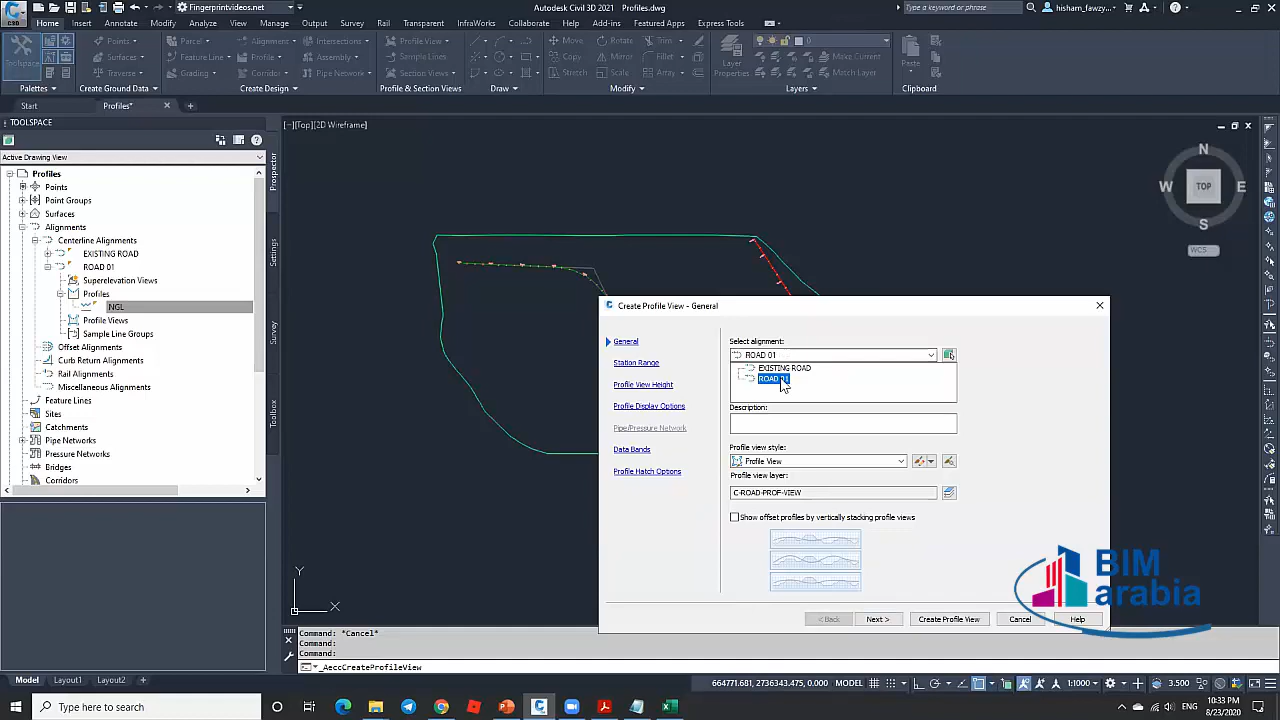 Fingerprintvideos.net
Autodesk Civil 3D 2021 Profiles.dwg
Type a keyword or phrase
hisham_fawzy...
Home Insert Annotate Modify Analyze View Manage Output Survey Rail Transparent InfraWorks Collaborate Help Add-ins Featured Apps Express Tools
Toolspace
Points
Surfaces
Traverse
Parcel
Feature Line
Grading
Alignment
Profile
Corridor
Intersections
Assembly
Pipe Network
Profile View
Sample Lines
Section Views
Move
Copy
Stretch
Rotate
Mirror
Scale
Trim
Fillet
Array
Layer
Properties
0
Make Current
Match Layer
Paste
Palettes
Create Ground Data
Create Design
Profile & Section Views
Draw
Modify
Layers
Clipboard
Start
Profiles*
TOOLSPACE
Active Drawing View
Profiles
Points
Point Groups
Surfaces
Alignments
Centerline Alignments
EXISTING ROAD
ROAD 01
Superelevation Views
Profiles
NGL
Profile Views
Sample Line Groups
Offset Alignments
Curb Return Alignments
Rail Alignments
Miscellaneous Alignments
Feature Lines
Sites
Catchments
Pipe Networks
Pressure Networks
Bridges
Corridors
Prospector
Settings
Survey
Toolbox
[−][Top][2D Wireframe]
N
W
TOP
E
S
WCS
Y
X
Create Profile View - General
General
Station Range
Profile View Height
Profile Display Options
Pipe/Pressure Network
Data Bands
Profile Hatch Options
Select alignment:
ROAD 01
EXISTING ROAD
ROAD 01
Description:
Profile view style:
Profile View
Profile view layer:
C-ROAD-PROF-VIEW
Show offset profiles by vertically stacking profile views
< Back
Next >
Create Profile View
Cancel
Help
BIM
arabia
Command: *Cancel*
Command:
Command:
_AeccCreateProfileView
Model Layout1 Layout2
664771.681, 2736343.475, 0.000 MODEL
1:1000
3.500
Type here to search
10:33 PM
8/23/2020